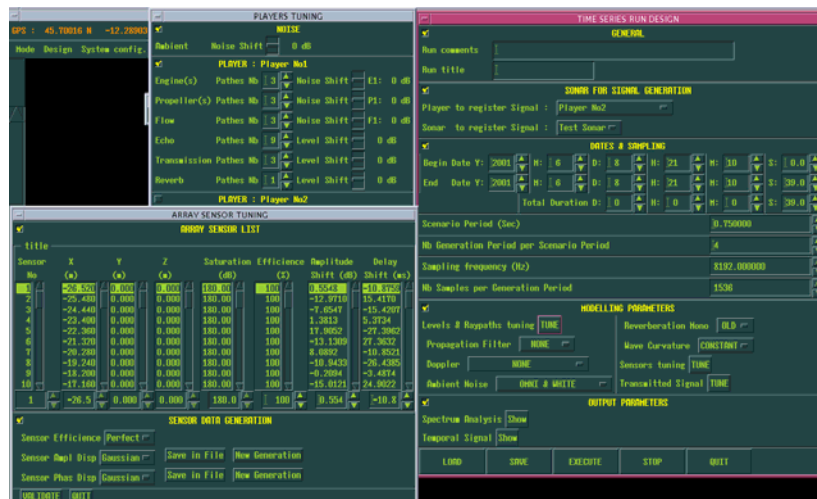 GPS : 45.70016 N -12.28903
Mode Design System config.
PLAYERS TUNING
NOISE
Ambient Noise Shift 0 dB
PLAYER : Player No1
Engine(s) Pathes Nb 3 Noise Shift E1: 0 dB
Propeller(s) Pathes Nb 3 Noise Shift P1: 0 dB
Flow Pathes Nb 3 Noise Shift F1: 0 dB
Echo Pathes Nb 9 Level Shift 0 dB
Transmission Pathes Nb 3 Level Shift 0 dB
Reverb Pathes Nb 1 Level Shift 0 dB
PLAYER : Player No2
TIME SERIES RUN DESIGN
GENERAL
Run comments
Run title
SONAR FOR SIGNAL GENERATION
Player to register Signal : Player No2
Sonar to register Signal : Test Sonar
DATES & SAMPLING
Begin Date Y: 2001 M: 6 D: 8 H: 21 M: 10 S: 0.0
End Date Y: 2001 M: 6 D: 8 H: 21 M: 10 S: 39.0
Total Duration D: 0 H: 0 M: 0 S: 39.0
Scenario Period (Sec) 0.750000
Nb Generation Period per Scenario Period 4
Sampling frequency (Hz) 8192.000000
Nb Samples per Generation Period 1536
MODELLING PARAMETERS
Levels & Raypaths tuning TUNE Reverberation Mono OLD
Propagation Filter NONE Wave Curvature CONSTANT
Doppler NONE Sensors tuning TUNE
Ambient Noise OMNI & WHITE Transmitted Signal TUNE
OUTPUT PARAMETERS
Spectrum Analysis Show
Temporal Signal Show
LOAD SAVE EXECUTE STOP QUIT
ARRAY SENSOR TUNING
ARRAY SENSOR LIST
title
Sensor X Y Z Saturation Efficience Amplitude Delay
No (m) (m) (m) (dB) (%) Shift (dB) Shift (ms)
1 -26.520 0.000 0.000 180.00 100 0.5548 -10.8759
2 -25.480 0.000 0.000 180.00 100 -12.9710 15.4170
3 -24.440 0.000 0.000 180.00 100 -7.6547 -15.4207
4 -23.400 0.000 0.000 180.00 100 1.3813 5.3734
5 -22.360 0.000 0.000 180.00 100 17.9052 -27.3962
6 -21.320 0.000 0.000 180.00 100 -13.1309 27.3632
7 -20.280 0.000 0.000 180.00 100 8.0892 -10.8521
8 -19.240 0.000 0.000 180.00 100 -10.9433 -26.4385
9 -18.200 0.000 0.000 180.00 100 -0.2094 -3.4874
10 -17.160 0.000 0.000 180.00 100 -15.0121 24.9022
1 -26.5 0.000 0.000 180.0 100 0.554 -10.8
SENSOR DATA GENERATION
Sensor Efficience Perfect
Sensor Ampl Disp Gaussian Save in File New Generation
Sensor Phas Disp Gaussian Save in File New Generation
VALIDATE QUIT